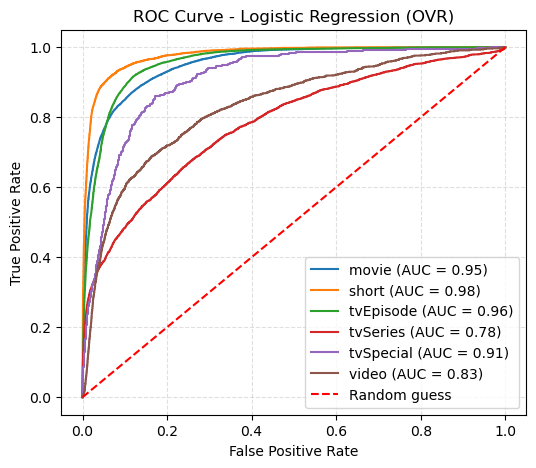 ROC Curve - Logistic Regression (OVR)
True Positive Rate
1.0
0.8
0.6
0.4
0.2
0.0
movie (AUC = 0.95)
short (AUC = 0.98)
tvEpisode (AUC = 0.96)
tvSeries (AUC = 0.78)
tvSpecial (AUC = 0.91)
video (AUC = 0.83)
Random guess
0.0 0.2 0.4 0.6 0.8 1.0
False Positive Rate